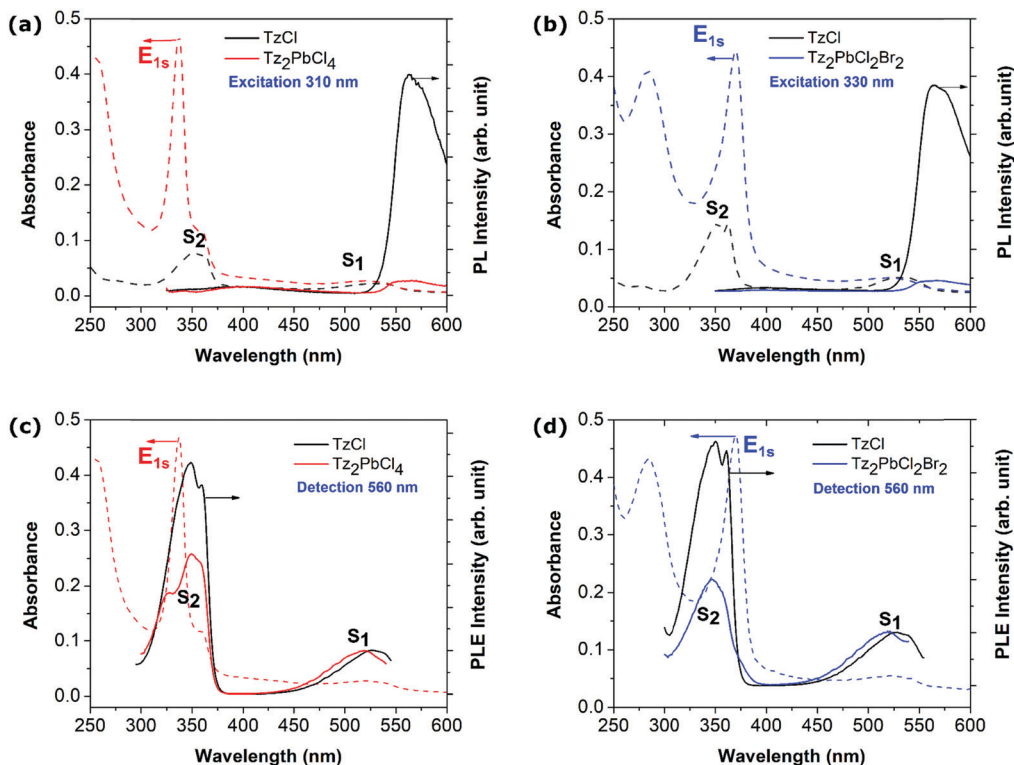 (a)
E1s
TzCl
Tz2PbCl4
Excitation 310 nm
S2
S1
0.5
0.4
0.3
0.2
0.1
0.0
250 300 350 400 450 500 550 600
Absorbance
PL Intensity (arb. unit)
Wavelength (nm)
(b)
E1s
TzCl
Tz2PbCl2Br2
Excitation 330 nm
S2
S1
0.5
0.4
0.3
0.2
0.1
0.0
250 300 350 400 450 500 550 600
Absorbance
PL Intensity (arb.unit)
Wavelength (nm)
(c)
E1s
TzCl
Tz2PbCl4
Detection 560 nm
S2
S1
0.5
0.4
0.3
0.2
0.1
0.0
250 300 350 400 450 500 550 600
Absorbance
PLE Intensity (arb. unit)
Wavelength (nm)
(d)
E1s
TzCl
Tz2PbCl2Br2
Detection 560 nm
S2
S1
0.5
0.4
0.3
0.2
0.1
0.0
250 300 350 400 450 500 550 600
Absorbance
PLE Intensity (arb. unit)
Wavelength (nm)